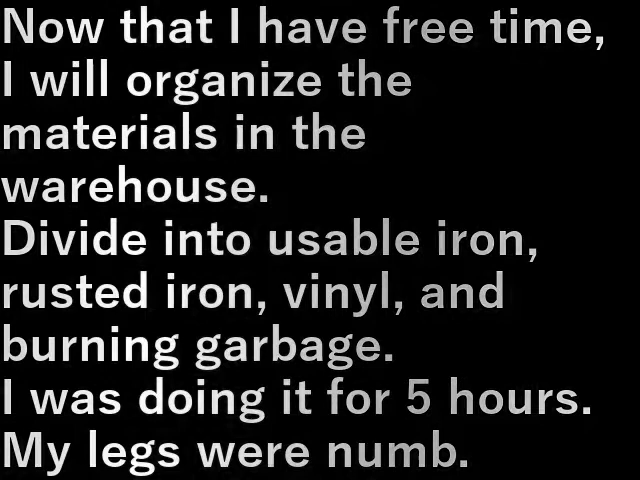 Now that I have free time,
I will organize the
materials in the
warehouse.
Divide into usable iron,
rusted iron, vinyl, and
burning garbage.
I was doing it for 5 hours.
My legs were numb.